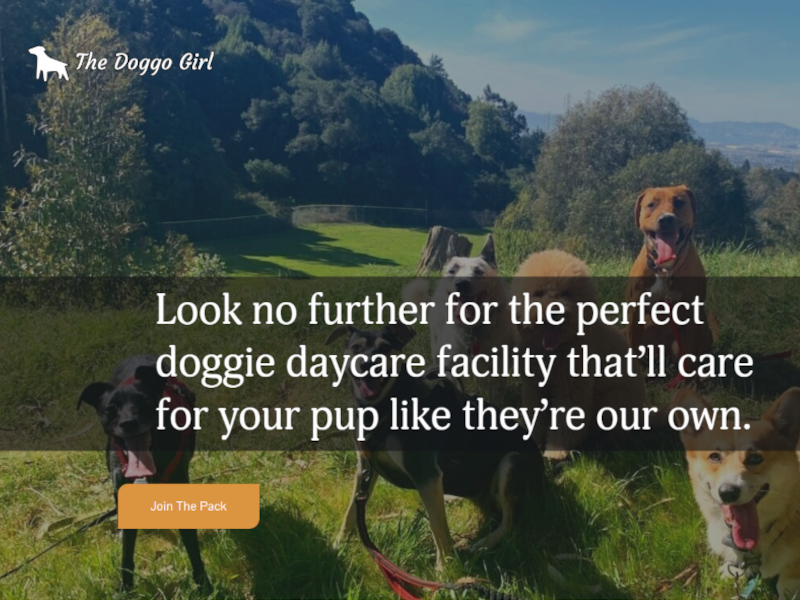 The Doggo Girl
Look no further for the perfect
doggie daycare facility that’ll care
for your pup like they’re our own.
Join The Pack